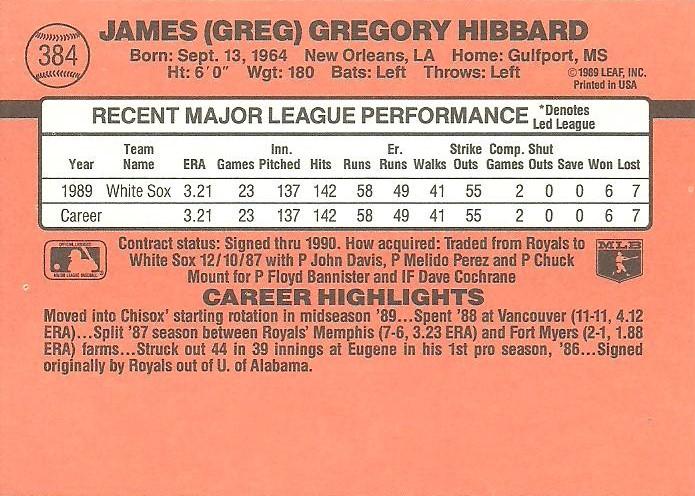 384
JAMES (GREG) GREGORY HIBBARD
Born: Sept. 13, 1964 New Orleans, LA Home: Gulfport, MS
Ht: 6'0" Wgt: 180 Bats: Left Throws: Left
©1989 LEAF, INC.
Printed in USA
RECENT MAJOR LEAGUE PERFORMANCE *Denotes Led League
Year Team Name ERA Games Inn. Pitched Hits Runs Er. Runs Walks Strike Outs Comp. Games Shut Outs Save Won Lost
1989 White Sox 3.21 23 137 142 58 49 41 55 2 0 0 6 7
Career 3.21 23 137 142 58 49 41 55 2 0 0 6 7
Contract status: Signed thru 1990. How acquired: Traded from Royals to
White Sox 12/10/87 with P John Davis, P Melido Perez and P Chuck
Mount for P Floyd Bannister and IF Dave Cochrane
MLB
CAREER HIGHLIGHTS
Moved into Chisox' starting rotation in midseason '89...Spent '88 at Vancouver (11-11, 4.12
ERA)...Split '87 season between Royals' Memphis (7-6, 3.23 ERA) and Fort Myers (2-1, 1.88
ERA) farms...Struck out 44 in 39 innings at Eugene in his 1st pro season, '86...Signed
originally by Royals out of U. of Alabama.